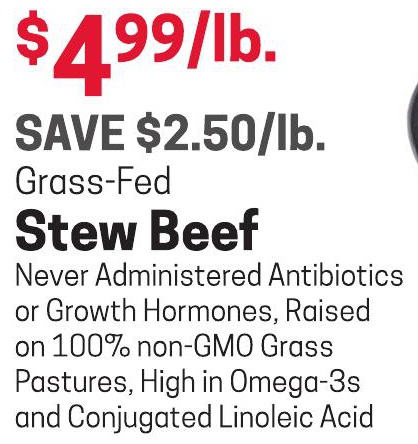 $4.99/lb.
SAVE $2.50/lb.
Grass-Fed
Stew Beef
Never Administered Antibiotics
or Growth Hormones, Raised
on 100% non-GMO Grass
Pastures, High in Omega-3s
and Conjugated Linoleic Acid